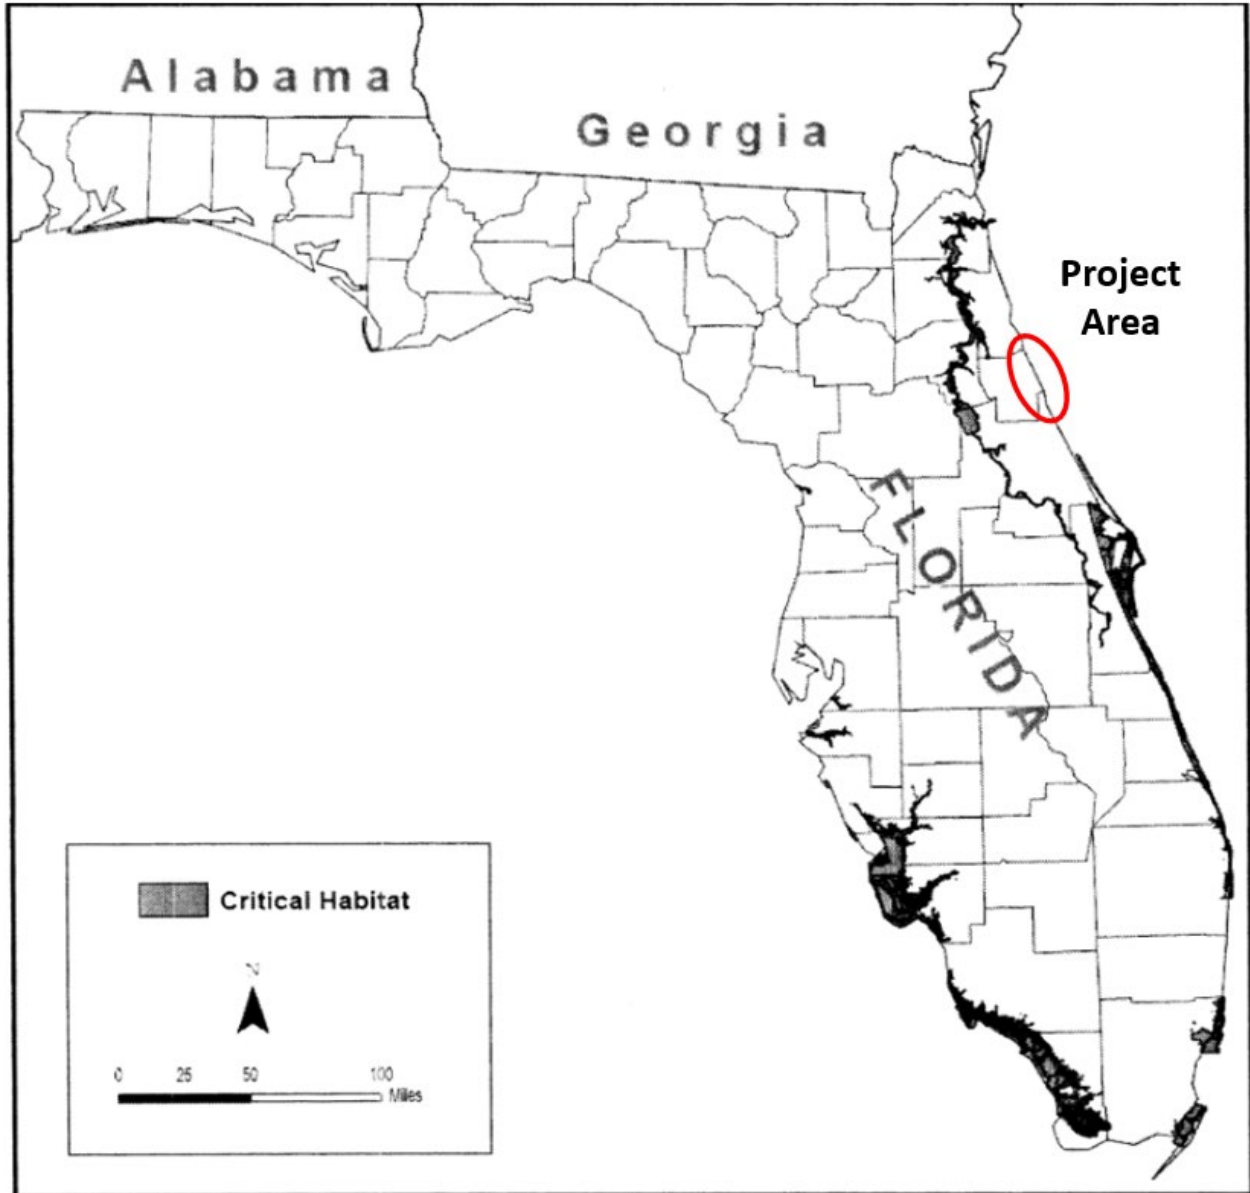 Alabama
Georgia
Project
Area
FLORIDA
Critical Habitat
N
0 25 50 100
Miles